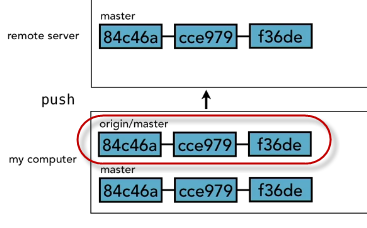 master
84c46a cce979 f36de
remote server
push
origin/master
84c46a cce979 f36de
my computer
master
84c46a cce979 f36de